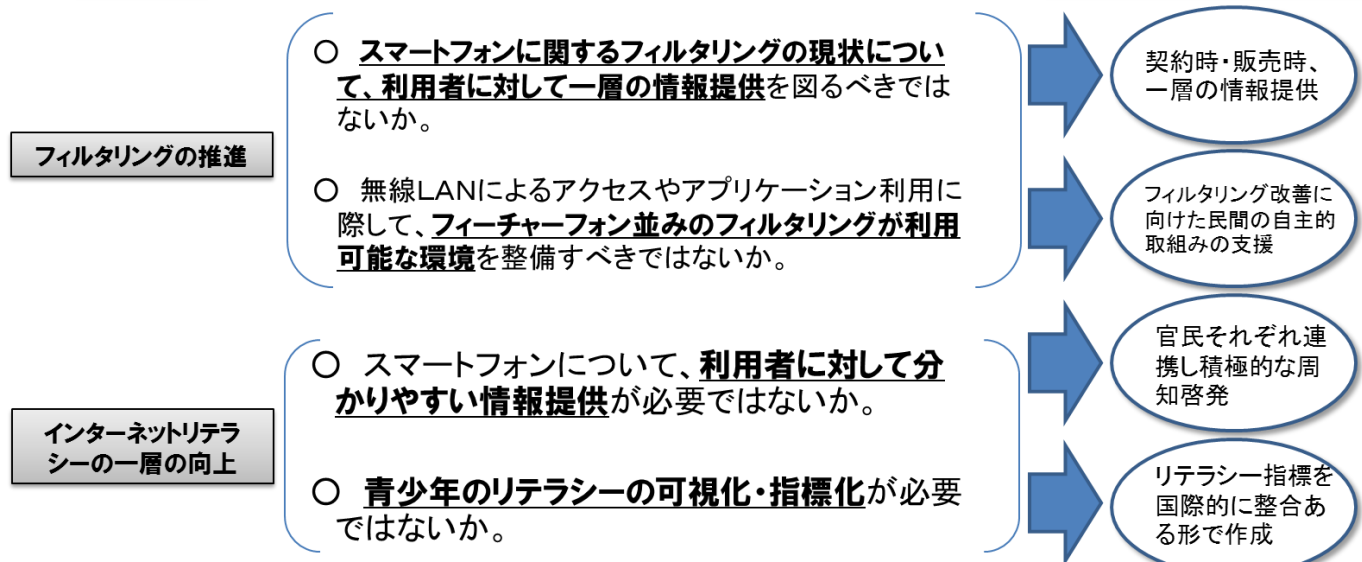 フィルタリングの推進
○ スマートフォンに関するフィルタリングの現状につい
て、利用者に対して一層の情報提供を図るべきでは
ないか。
○ 無線LANによるアクセスやアプリケーション利用に
際して、フィーチャーフォン並みのフィルタリングが利用
可能な環境を整備すべきではないか。
契約時・販売時、
一層の情報提供
フィルタリング改善に
向けた民間の自主的
取組みの支援
インターネットリテラ
シーの一層の向上
○ スマートフォンについて、利用者に対して分
かりやすい情報提供が必要ではないか。
○ 青少年のリテラシーの可視化・指標化が必要
ではないか。
官民それぞれ連
携し積極的な周
知啓発
リテラシー指標を
国際的に整合あ
る形で作成